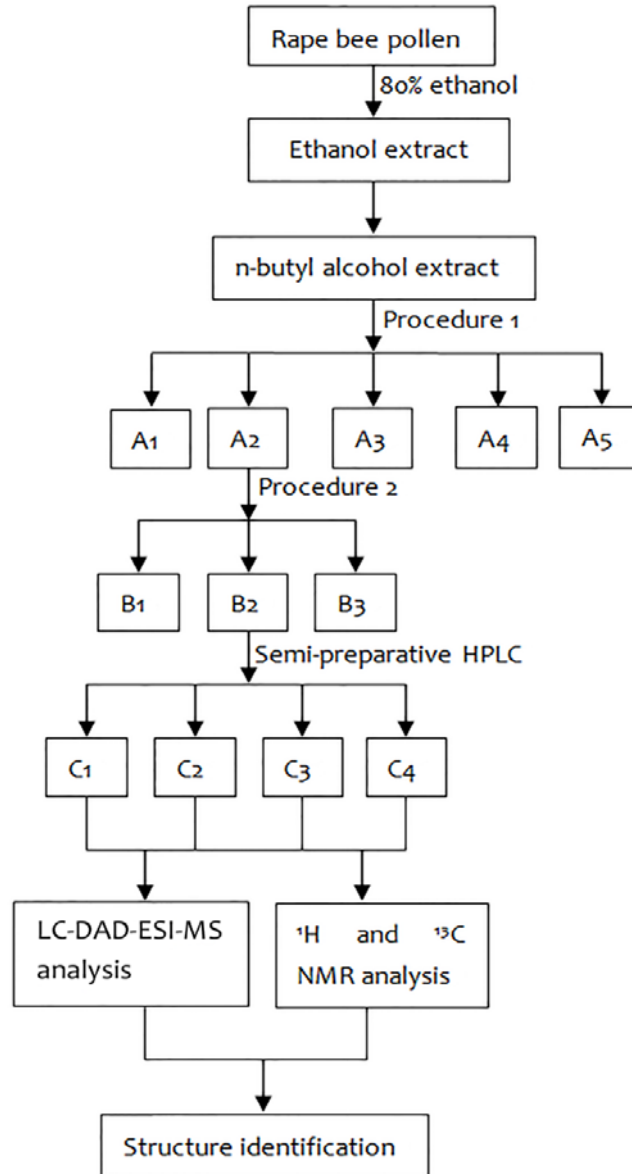 Rape bee pollen
80% ethanol
Ethanol extract
n-butyl alcohol extract
Procedure 1
A1 A2 A3 A4 A5
Procedure 2
B1 B2 B3
Semi-preparative HPLC
C1 C2 C3 C4
LC-DAD-ESI-MS
analysis
¹H and ¹³C
NMR analysis
Structure identification